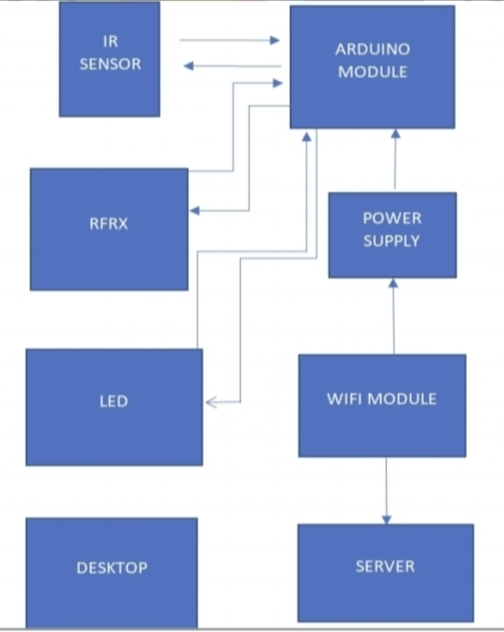 IR
SENSOR
ARDUINO
MODULE
RFRX
POWER
SUPPLY
LED
WIFI MODULE
DESKTOP
SERVER